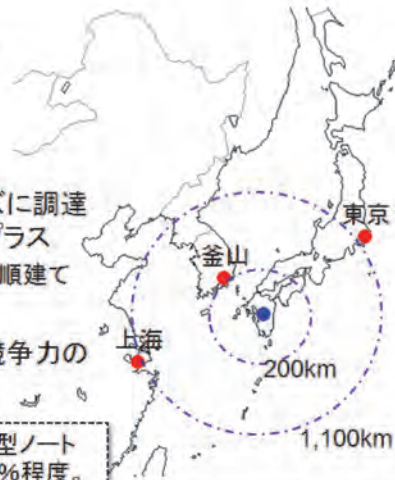 ズに調達
プラス
順建て
競争力の
型ノート
%程度。
東京
釜山
上海
200km
1,100km